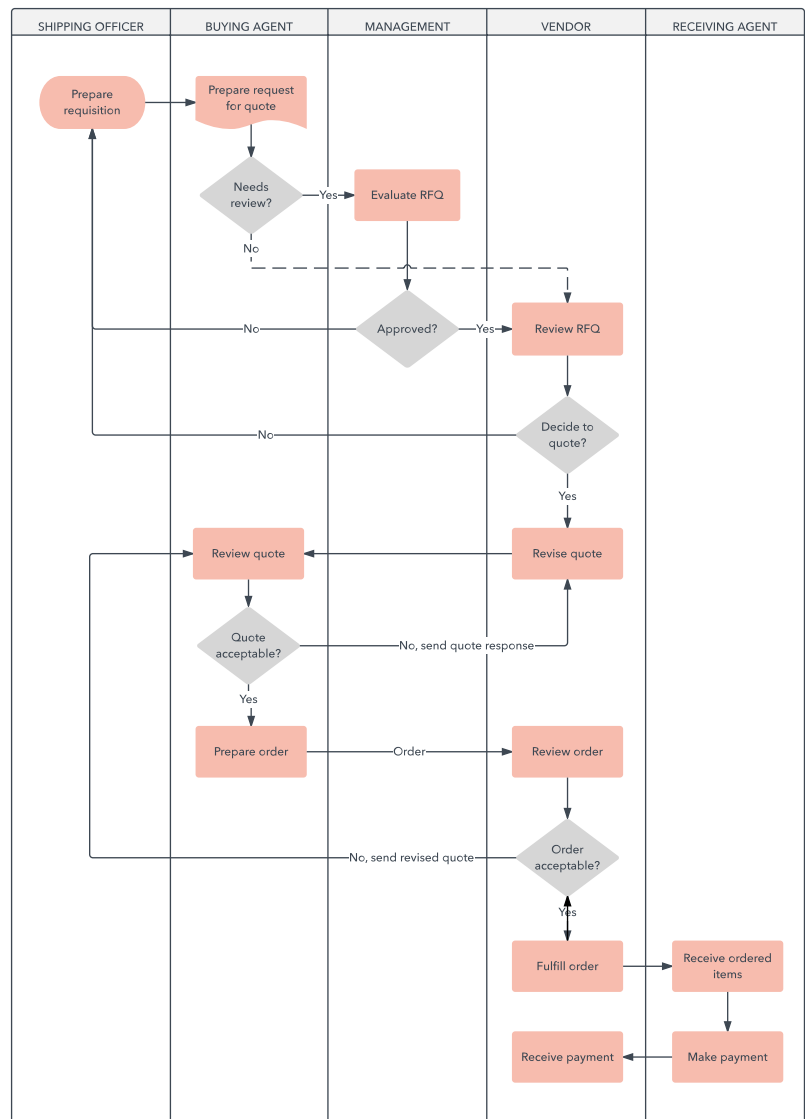 SHIPPING OFFICER
BUYING AGENT
MANAGEMENT
VENDOR
RECEIVING AGENT
Prepare
requisition
Prepare request
for quote
Needs
review?
Yes
Evaluate RFQ
No
No
Approved?
Yes
Review RFQ
No
Decide to
quote?
Yes
Review quote
Revise quote
Quote
acceptable?
No, send quote response
Yes
Prepare order
Order
Review order
No, send revised quote
Order
acceptable?
Yes
Fulfill order
Receive ordered
items
Receive payment
Make payment